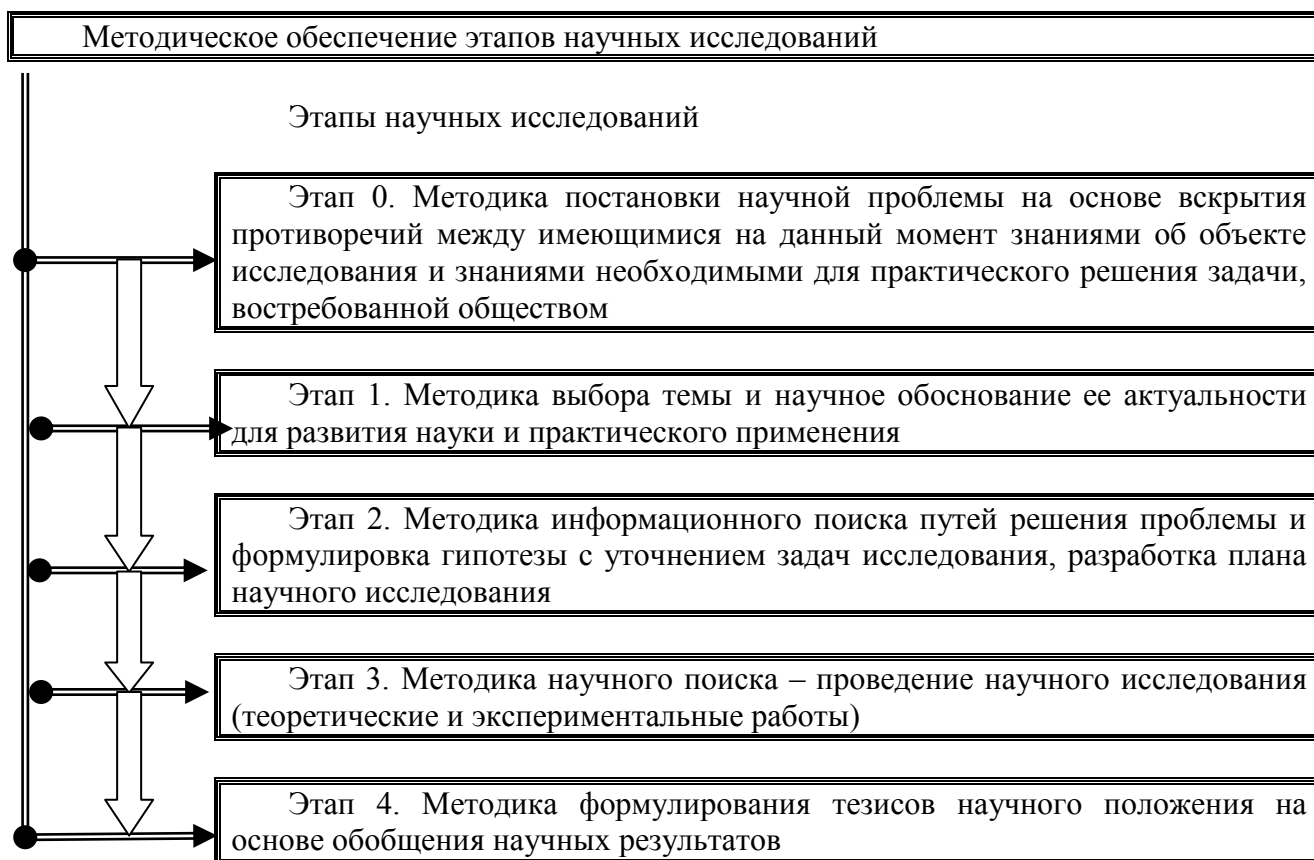 Методическое обеспечение этапов научных исследований
Этапы научных исследований
Этап 0. Методика постановки научной проблемы на основе вскрытия
противоречий между имеющимися на данный момент знаниями об объекте
исследования и знаниями необходимыми для практического решения задачи,
востребованной обществом
Этап 1. Методика выбора темы и научное обоснование ее актуальности
для развития науки и практического применения
Этап 2. Методика информационного поиска путей решения проблемы и
формулировка гипотезы с уточнением задач исследования, разработка плана
научного исследования
Этап 3. Методика научного поиска – проведение научного исследования
(теоретические и экспериментальные работы)
Этап 4. Методика формулирования тезисов научного положения на
основе обобщения научных результатов